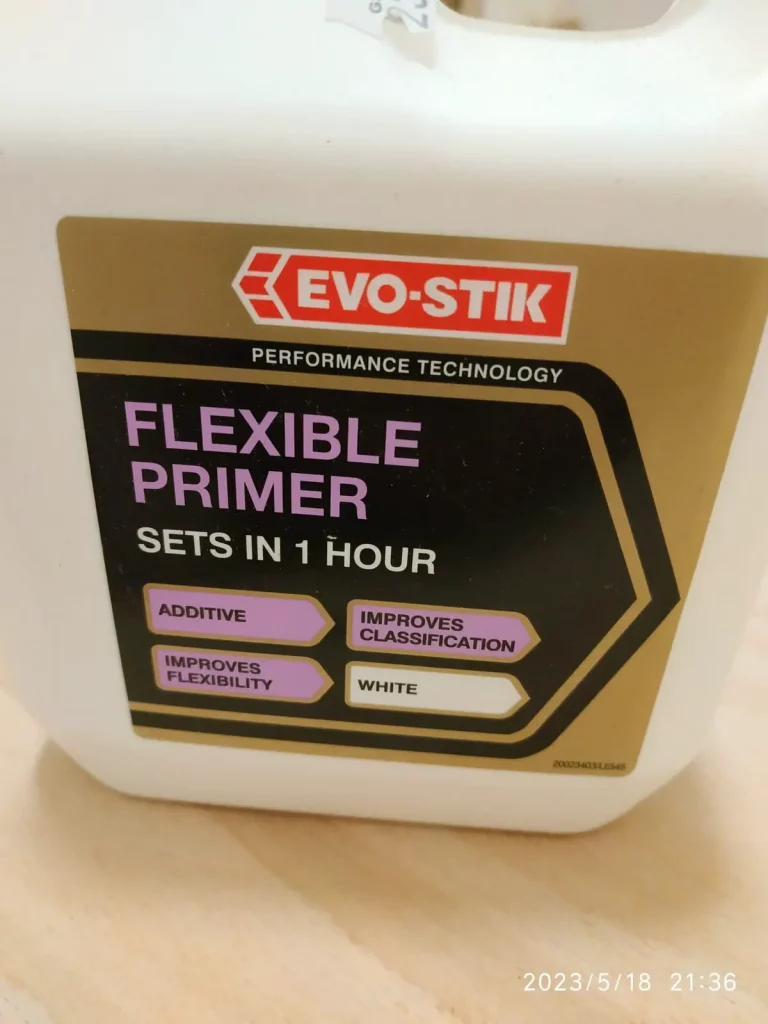 EVO-STIK
PERFORMANCE TECHNOLOGY
FLEXIBLE
PRIMER
SETS IN 1 HOUR
ADDITIVE
IMPROVES
CLASSIFICATION
IMPROVES
FLEXIBILITY
WHITE
2023/5/18 21:36